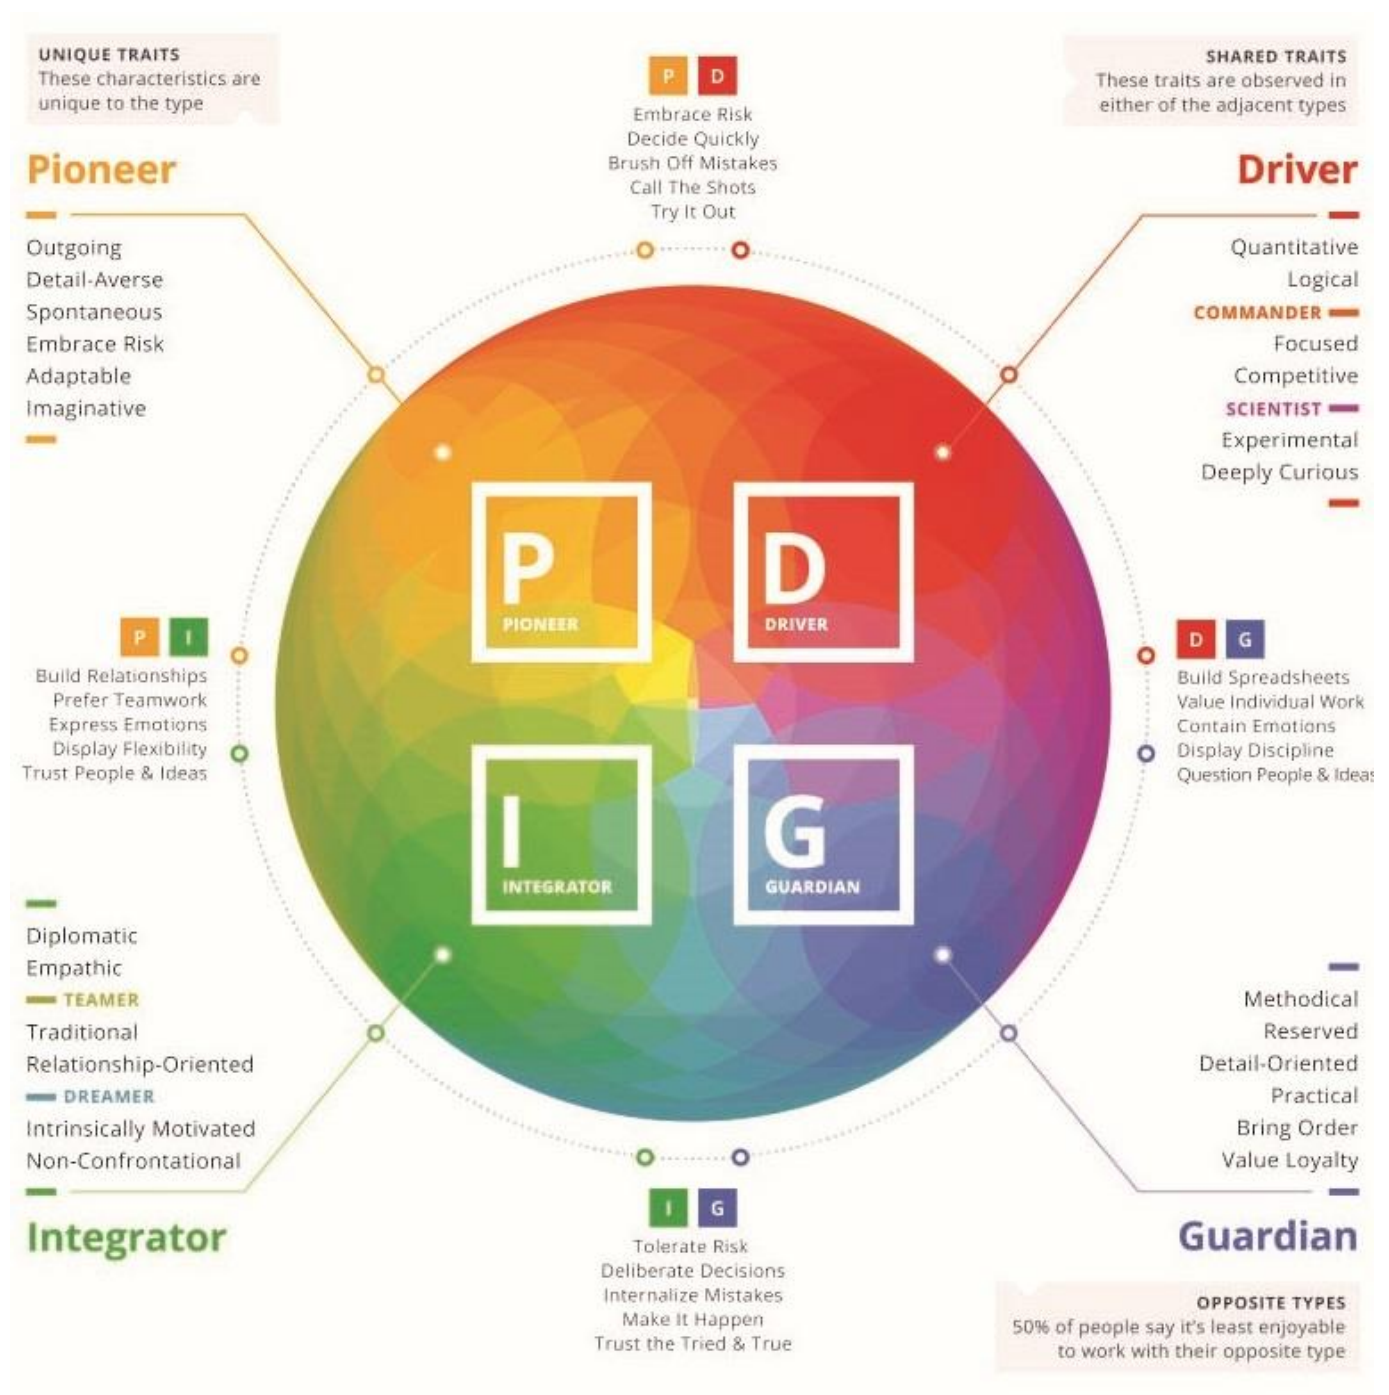 UNIQUE TRAITS
These characteristics are
unique to the type
P D
Embrace Risk
Decide Quickly
Brush Off Mistakes
Call The Shots
Try It Out
SHARED TRAITS
These traits are observed in
either of the adjacent types
Pioneer
Outgoing
Detail-Averse
Spontaneous
Embrace Risk
Adaptable
Imaginative
Driver
Quantitative
Logical
COMMANDER
Focused
Competitive
SCIENTIST
Experimental
Deeply Curious
P
PIONEER
D
DRIVER
P I
Build Relationships
Prefer Teamwork
Express Emotions
Display Flexibility
Trust People & Ideas
D G
Build Spreadsheets
Value Individual Work
Contain Emotions
Display Discipline
Question People & Ideas
I
INTEGRATOR
G
GUARDIAN
Diplomatic
Empathic
TEAMER
Traditional
Relationship-Oriented
DREAMER
Intrinsically Motivated
Non-Confrontational
Integrator
Methodical
Reserved
Detail-Oriented
Practical
Bring Order
Value Loyalty
Guardian
I G
Tolerate Risk
Deliberate Decisions
Internalize Mistakes
Make It Happen
Trust the Tried & True
OPPOSITE TYPES
50% of people say it's least enjoyable
to work with their opposite type